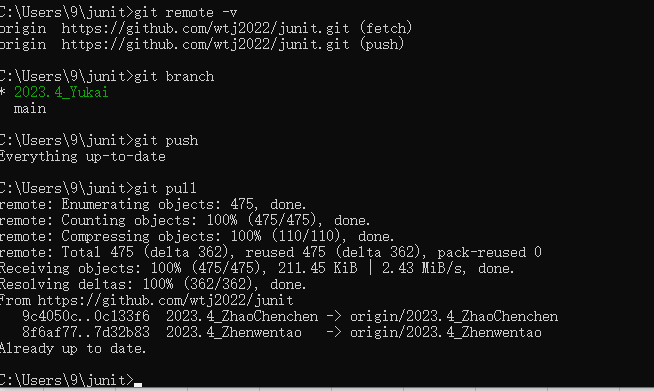 C:\Users\9\junit>git remote -v
origin  https://github.com/wtj2022/junit.git (fetch)
origin  https://github.com/wtj2022/junit.git (push)
C:\Users\9\junit>git branch
* 2023.4_Yukai
  main
C:\Users\9\junit>git push
Everything up-to-date
C:\Users\9\junit>git pull
remote: Enumerating objects: 475, done.
remote: Counting objects: 100% (475/475), done.
remote: Compressing objects: 100% (110/110), done.
remote: Total 475 (delta 362), reused 475 (delta 362), pack-reused 0
Receiving objects: 100% (475/475), 211.45 KiB | 2.43 MiB/s, done.
Resolving deltas: 100% (362/362), done.
From https://github.com/wtj2022/junit
   9c4050c..0c133f6  2023.4_ZhaoChenchen -> origin/2023.4_ZhaoChenchen
   8f6af77..7d32b83  2023.4_Zhenwentao   -> origin/2023.4_Zhenwentao
Already up to date.
C:\Users\9\junit>